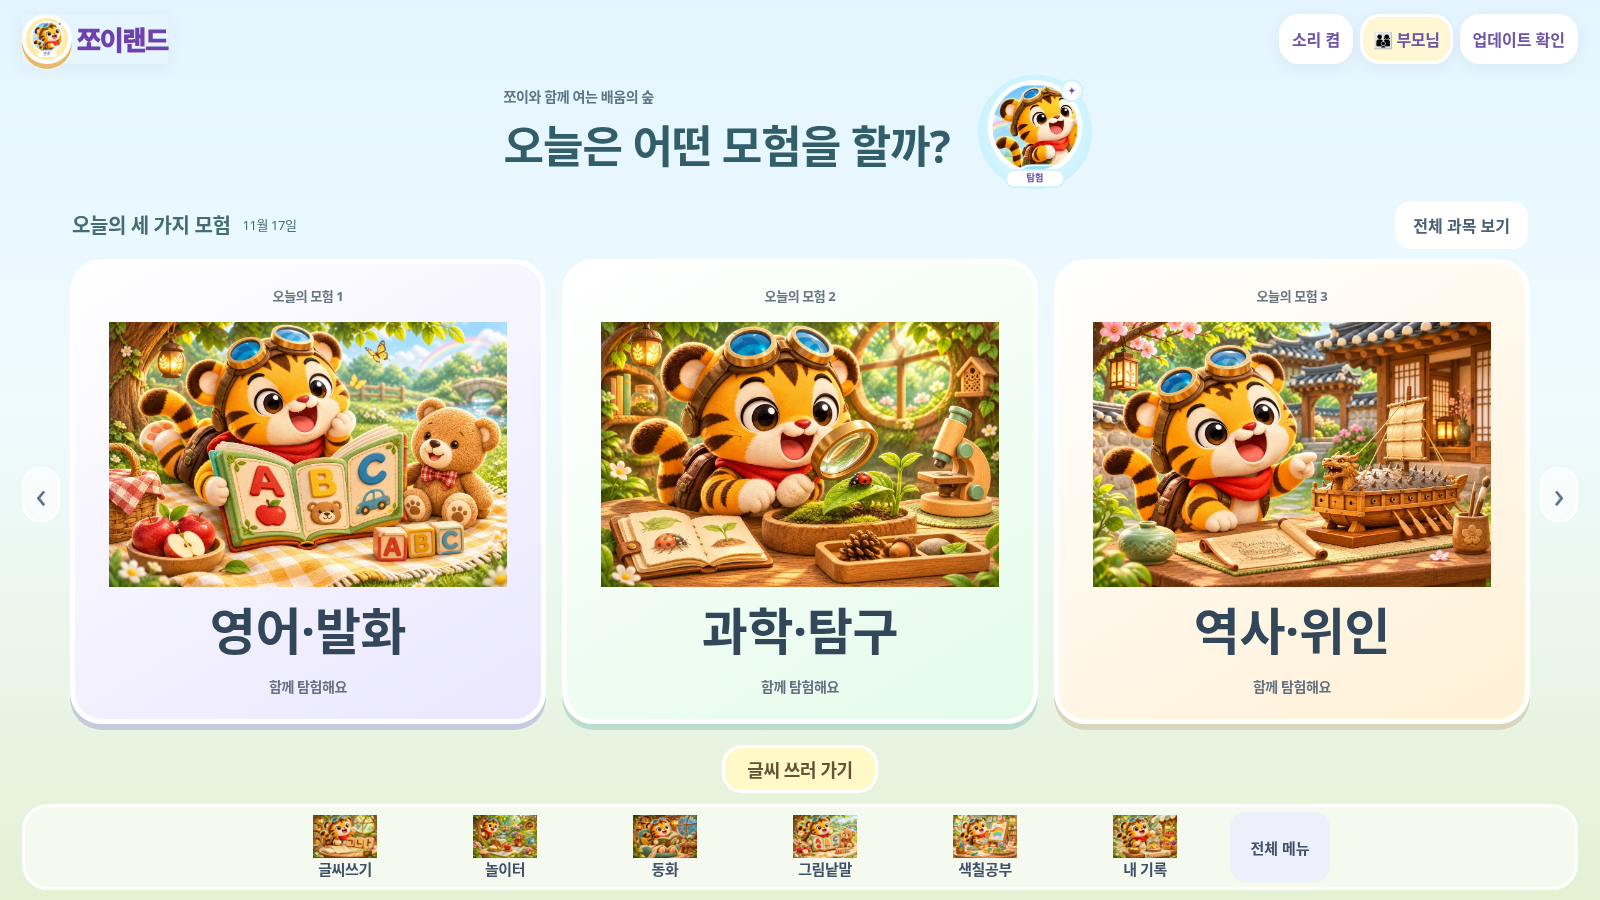 쪼이랜드
소리 켬
부모님
업데이트 확인
쪼이와 함께 여는 배움의 숲
오늘은 어떤 모험을 할까?
탐험
오늘의 세 가지 모험 11월 17일
전체 과목 보기
오늘의 모험 1
A B C
A B C
영어·발화
함께 탐험해요
오늘의 모험 2
과학·탐구
함께 탐험해요
오늘의 모험 3
역사·위인
함께 탐험해요
글씨 쓰러 가기
글씨쓰기
놀이터
동화
그림낱말
색칠공부
내 기록
전체 메뉴